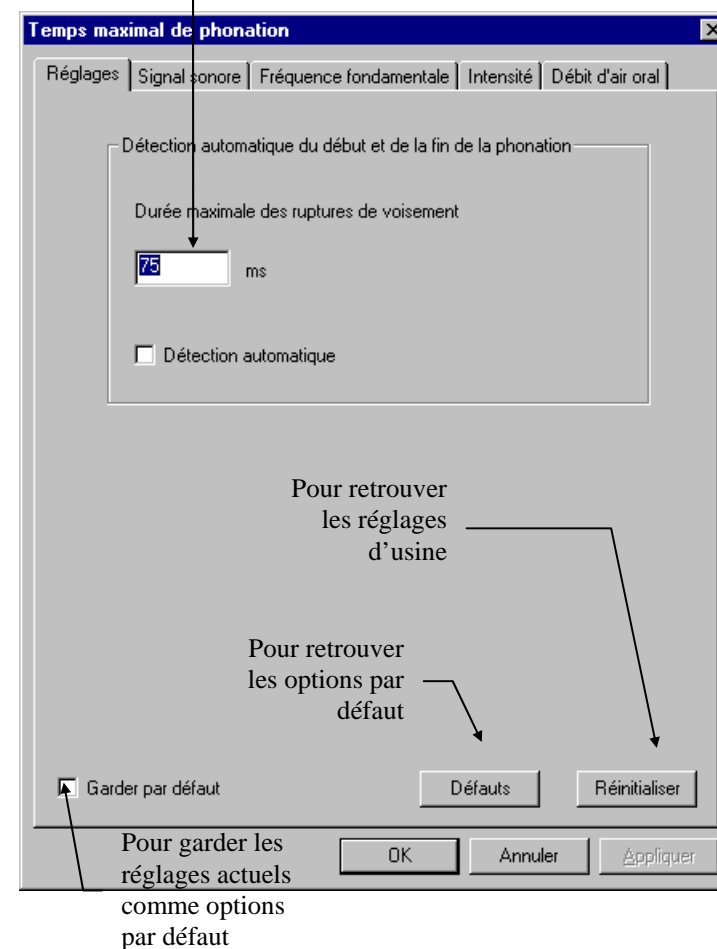 Temps maximal de phonation
Réglages Signal sonore Fréquence fondamentale Intensité Débit d'air oral
Détection automatique du début et de la fin de la phonation
Durée maximale des ruptures de voisement
75 ms
Détection automatique
Pour retrouver
les réglages
d’usine
Pour retrouver
les options par
défaut
Garder par défaut Défauts Réinitialiser
OK Annuler Appliquer
Pour garder les
réglages actuels
comme options
par défaut